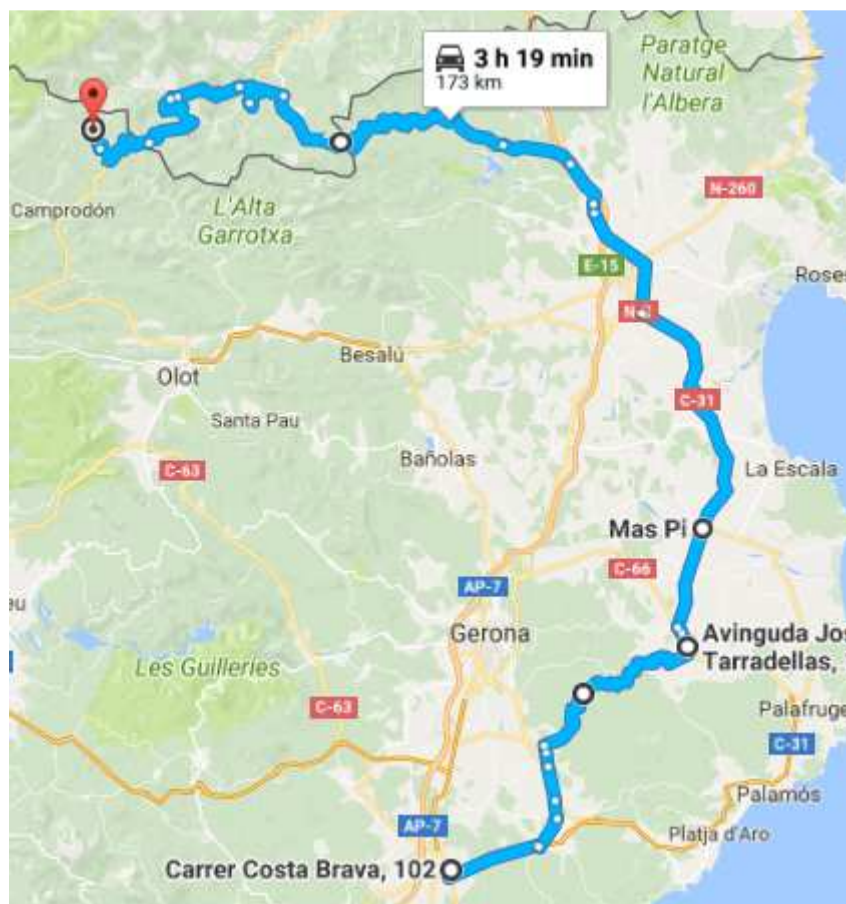 3 h 19 min
173 km
Paratge
Natural
l'Albera
N-260
Camprodón
L'Alta
Garrotxa
E-15
Roses
Besalú
Olot
C-31
Santa Pau
Bañolas
C-63
La Escala
Mas Pi
C-66
AP-7
Gerona
Avinguda Jos
Tarradellas,
Les Guilleries
C-63
Palafruge
C-31
Palamós
AP-7
Platja d'Aro
Carrer Costa Brava, 102